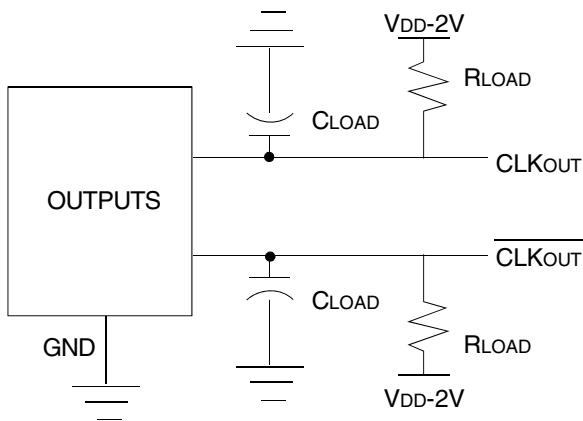 VDD-2V
RLOAD
CLOAD
CLKOUT
OUTPUTS
CLKOUT
CLOAD
GND
RLOAD
VDD-2V